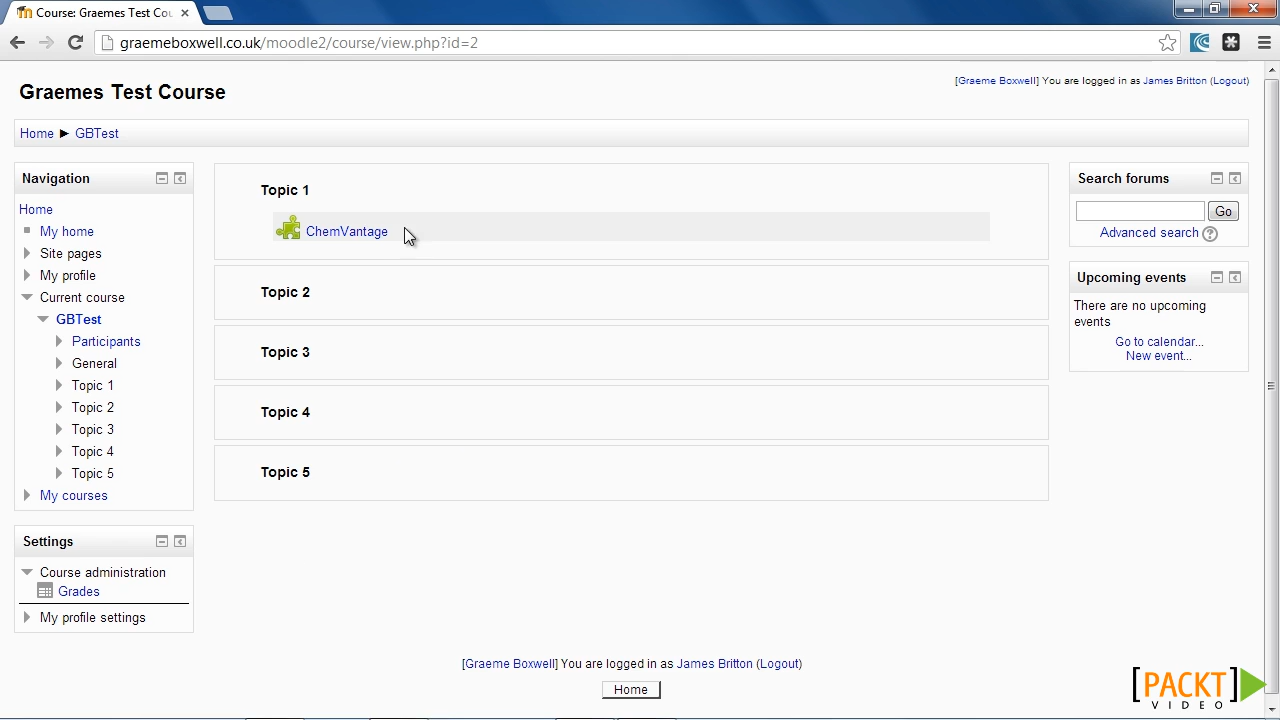 Course: Graemes Test Cou
graemeboxwell.co.uk/moodle2/course/view.php?id=2
Graemes Test Course
[Graeme Boxwell] You are logged in as James Britton (Logout)
Home ► GBTest
Navigation
Home
My home
Site pages
My profile
Current course
GBTest
Participants
General
Topic 1
Topic 2
Topic 3
Topic 4
Topic 5
My courses
Settings
Course administration
Grades
My profile settings
Topic 1
ChemVantage
Topic 2
Topic 3
Topic 4
Topic 5
Search forums
Go
Advanced search ?
Upcoming events
There are no upcoming
events
Go to calendar...
New event...
[Graeme Boxwell] You are logged in as James Britton (Logout)
Home
[PACKT]
VIDEO